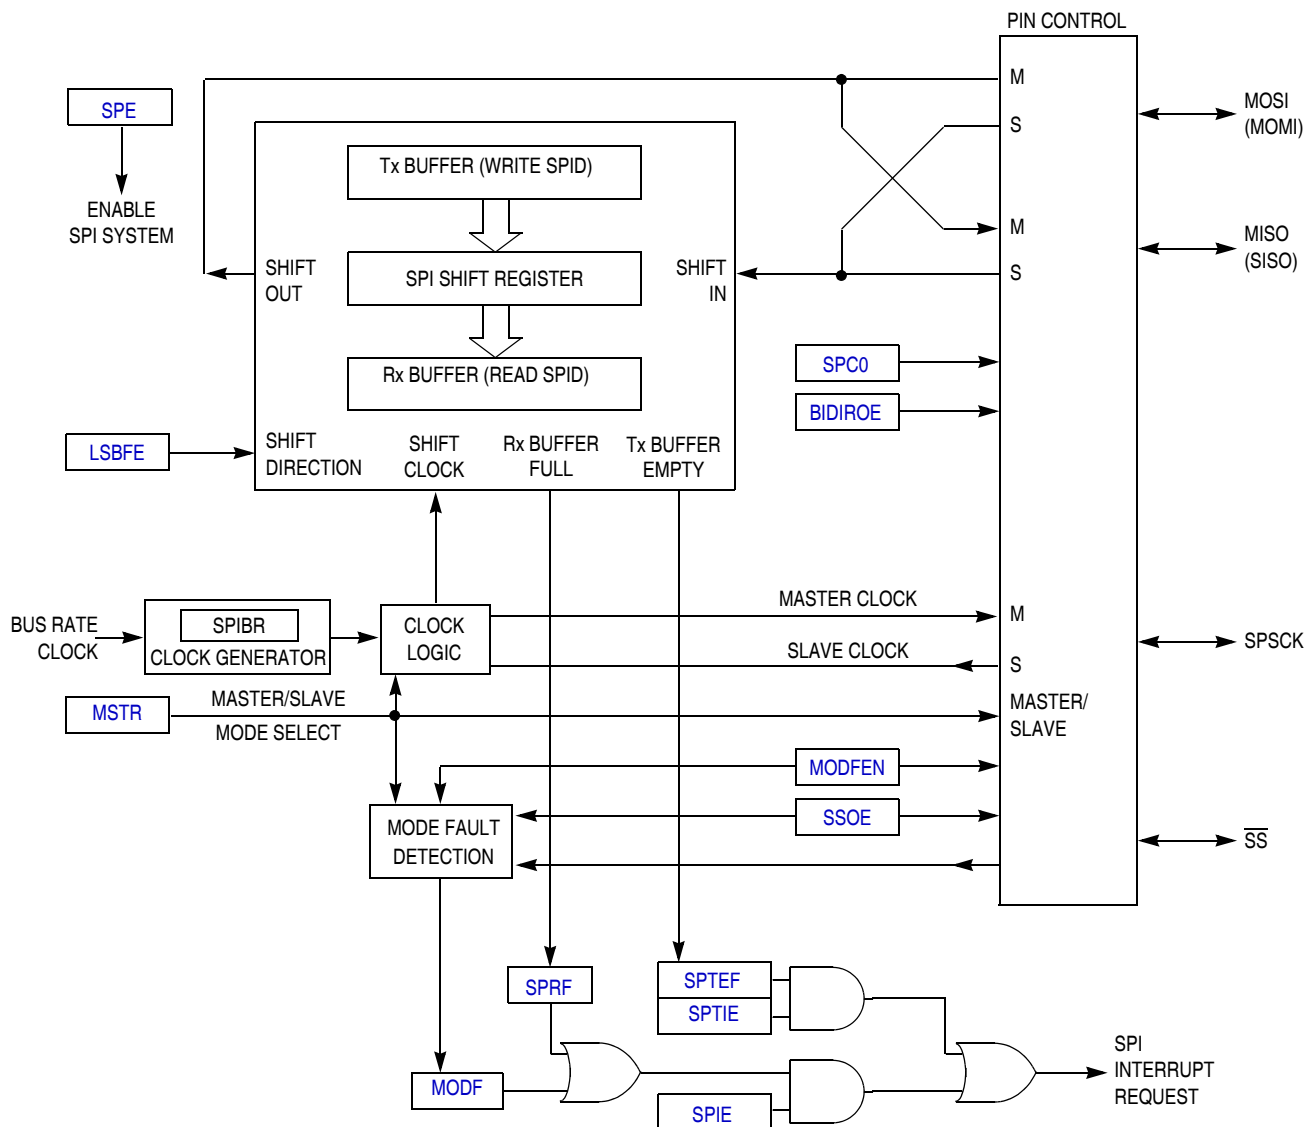 PIN CONTROL
M
MOSI
(MOMI)
SPE
S
Tx BUFFER (WRITE SPID)
ENABLE
SPI SYSTEM
M
MISO
(SISO)
SHIFT
OUT
SPI SHIFT REGISTER
SHIFT
IN
S
SPC0
Rx BUFFER (READ SPID)
BIDIROE
LSBFE
SHIFT
DIRECTION
SHIFT
CLOCK
Rx BUFFER
FULL
Tx BUFFER
EMPTY
MASTER CLOCK
M
BUS RATE
CLOCK
SPIBR
CLOCK GENERATOR
CLOCK
LOGIC
SLAVE CLOCK
S
SPSCK
MSTR
MASTER/SLAVE
MODE SELECT
MASTER/
SLAVE
MODFEN
SSOE
MODE FAULT
DETECTION
SS
SPRF
SPTEF
SPTIE
MODF
SPIE
SPI
INTERRUPT
REQUEST